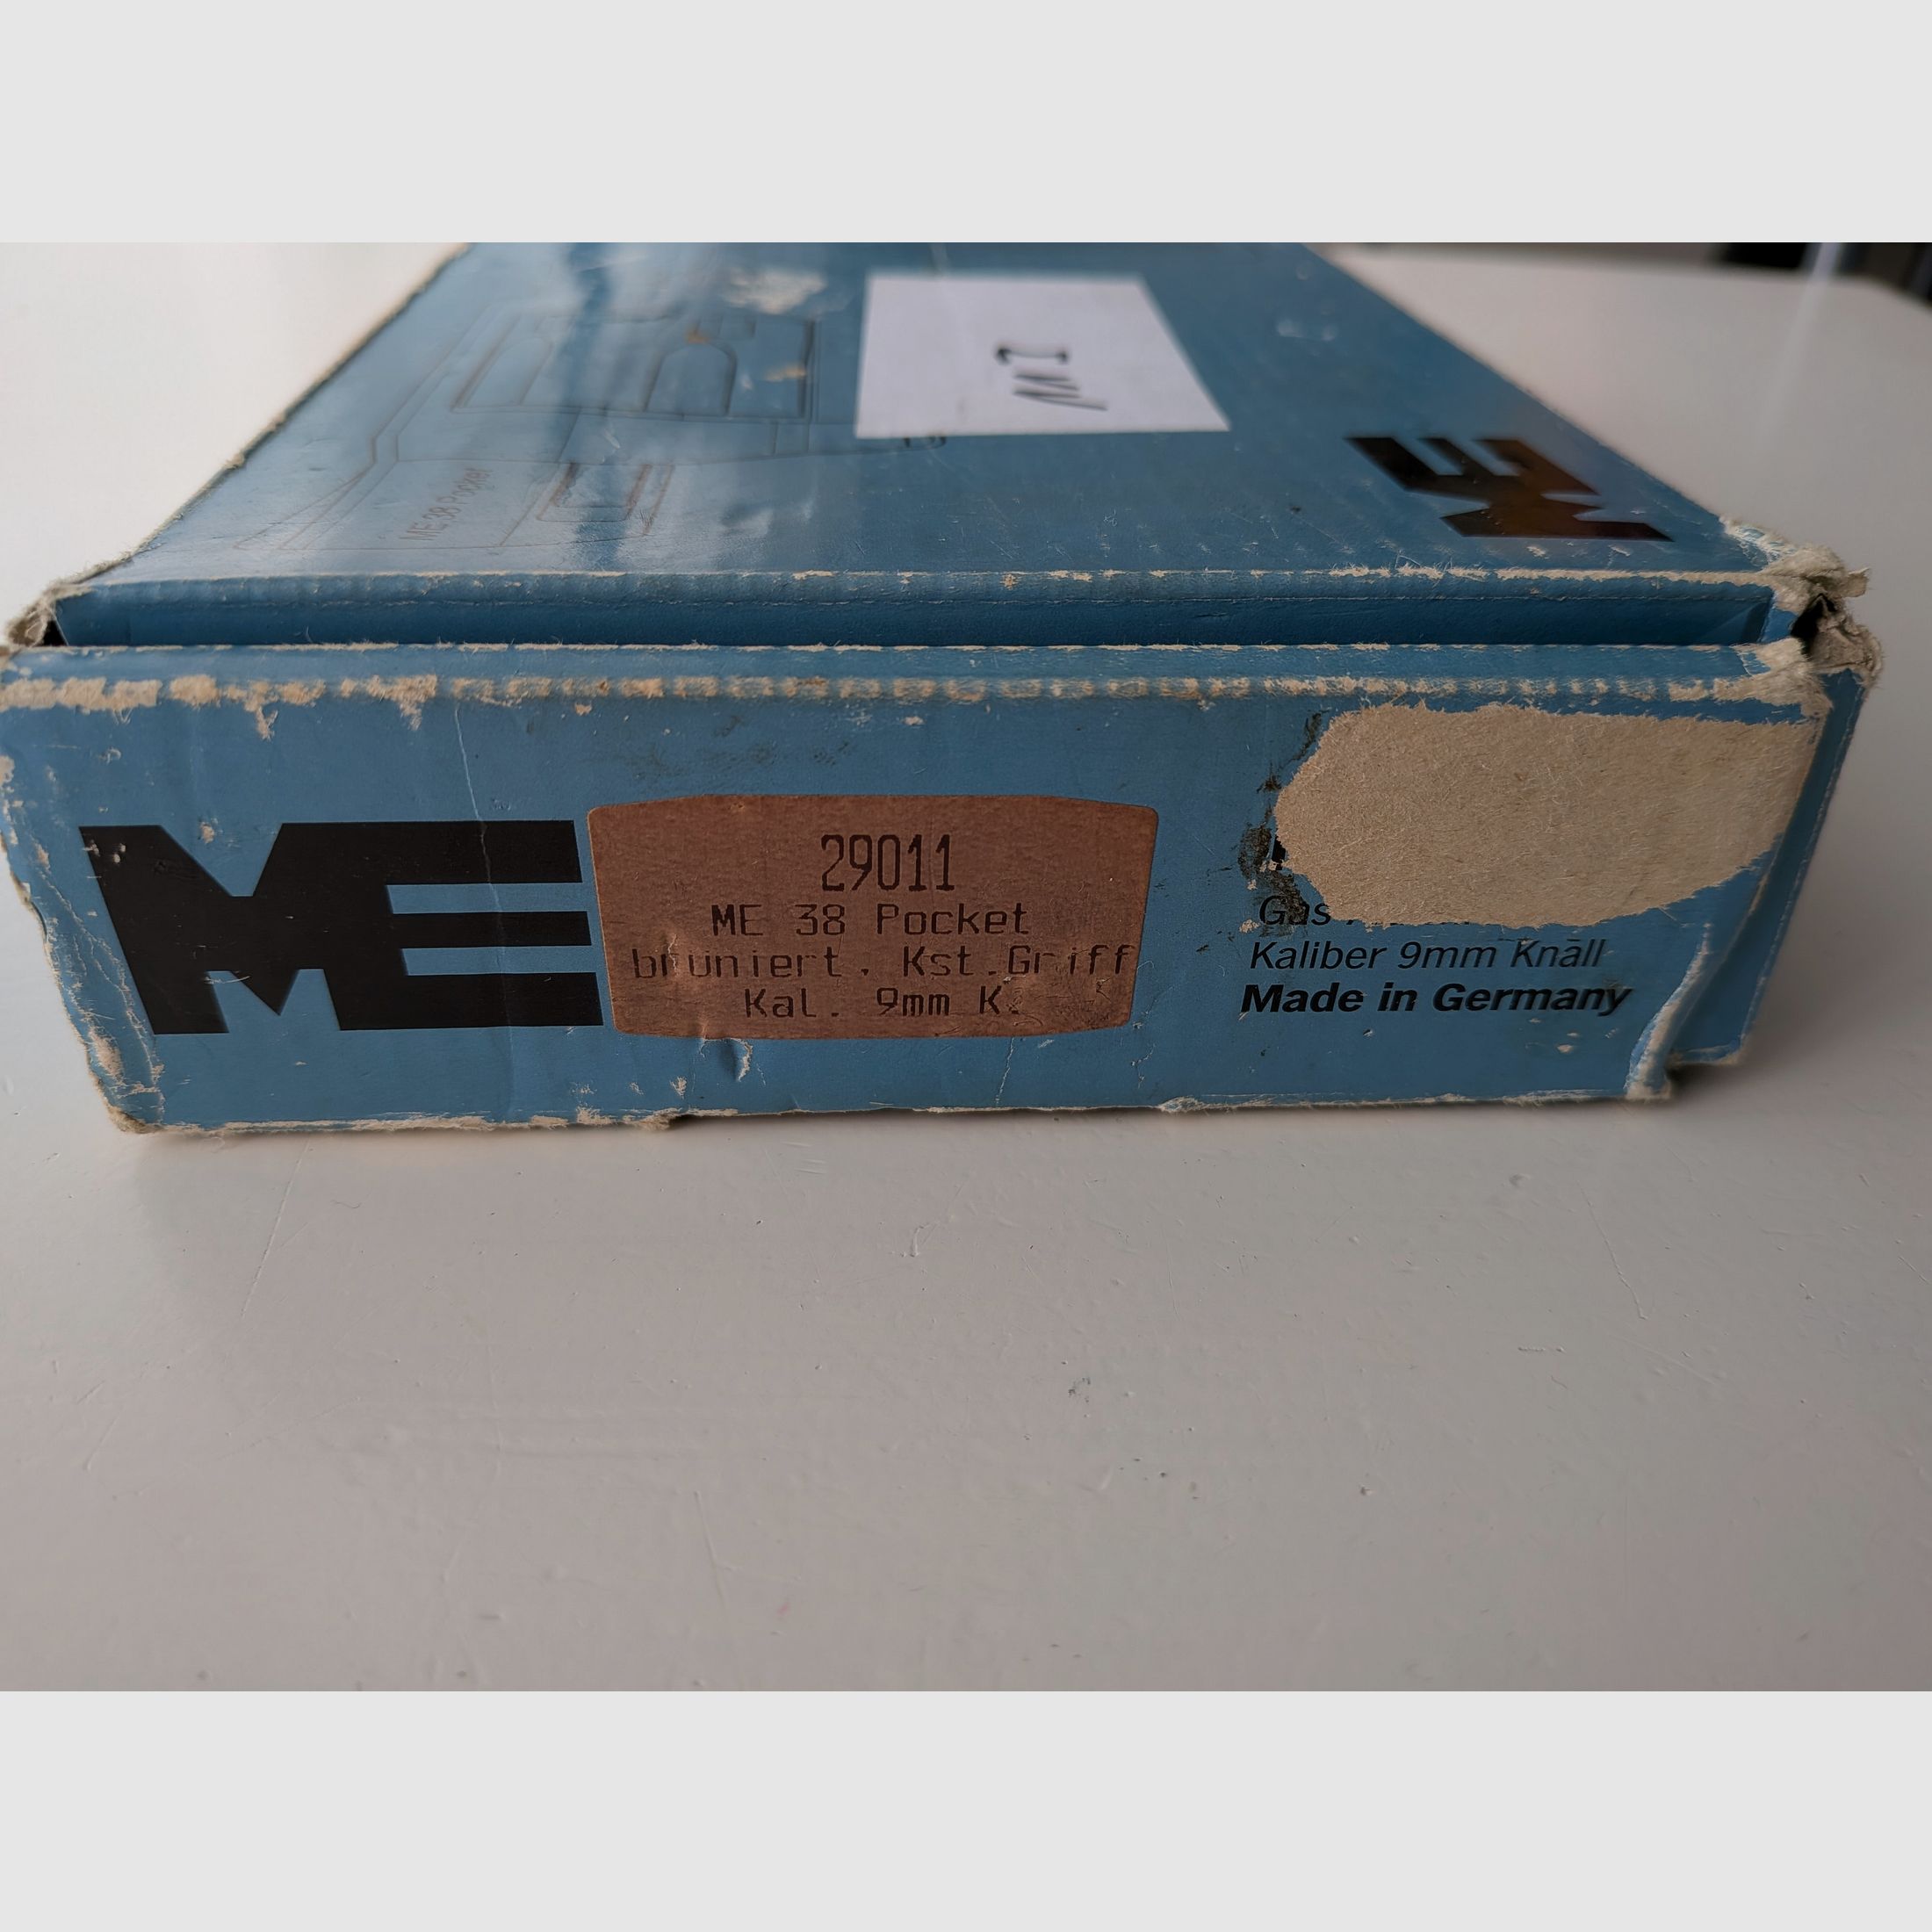 ME 38 Pocket
ME
ME
29011
ME 38 Pocket
bruniert. Kst.Griff
Kal. 9mm K.
Gas
Kaliber 9mm Knall
Made in Germany